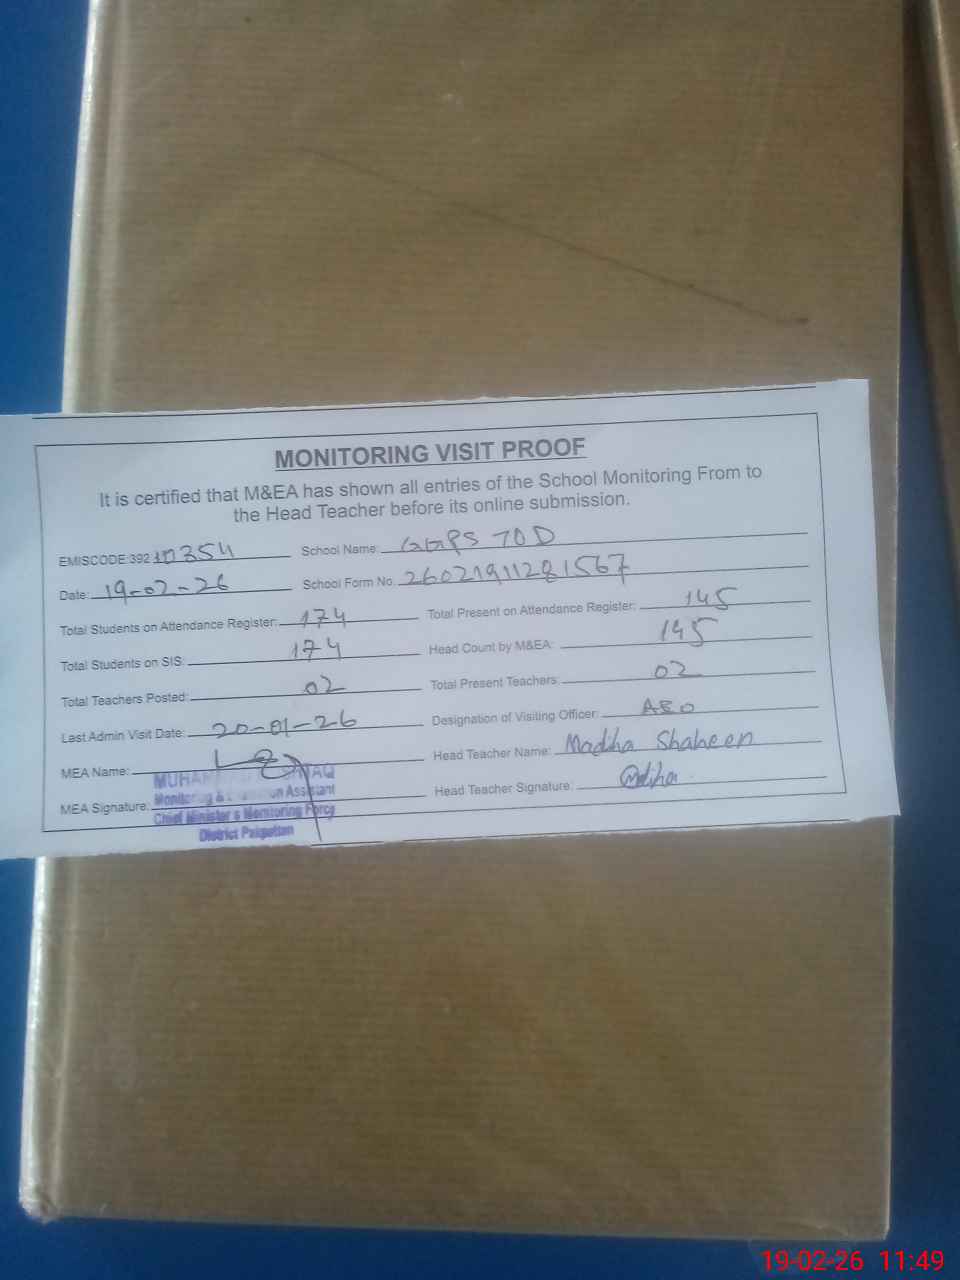 MONITORING VISIT PROOF
It is certified that M&EA has shown all entries of the School Monitoring From to
the Head Teacher before its online submission.
EMISCODE:392 10354 School Name: GGPS 70 D
Date: 19-02-26 School Form No. 26021911281567
Total Students on Attendance Register: 174 Total Present on Attendance Register: 145
Total Students on SIS: 174 Head Count by M&EA: 145
Total Teachers Posted: 02 Total Present Teachers: 02
Last Admin Visit Date: 20-01-26 Designation of Visiting Officer: AEO
MEA Name: Head Teacher Name: Madiha Shaheen
MEA Signature: Head Teacher Signature: Madiha
Monitoring & Assistant
Chief Minister's Monitoring Force
District Pakpattan
19-02-26 11:49